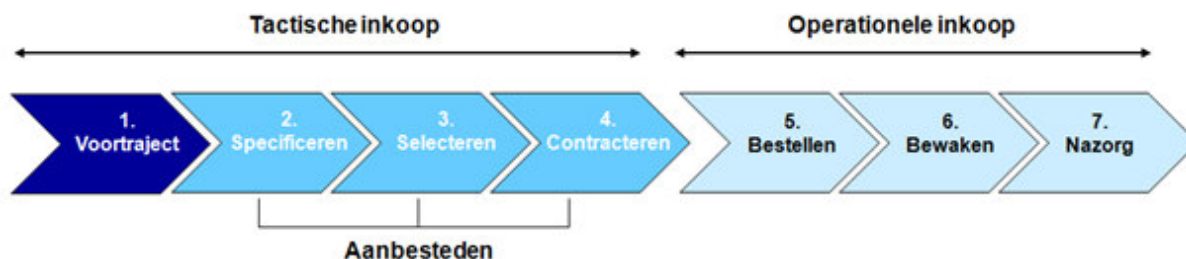 Tactische inkoop
Operationele inkoop
1.
Voortraject
2.
Specificeren
3.
Selecteren
4.
Contracteren
5.
Bestellen
6.
Bewaken
7.
Nazorg
Aanbesteden